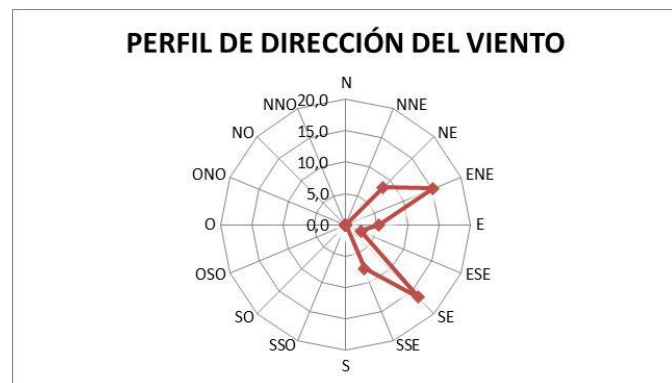 PERFIL DE DIRECCIÓN DEL VIENTO
N
NNO 20,0 NNE
NO 15,0 NE
10,0
ONO ENE
5,0
O 0,0 E
OSO ESE
SO SE
SSO SSE
S